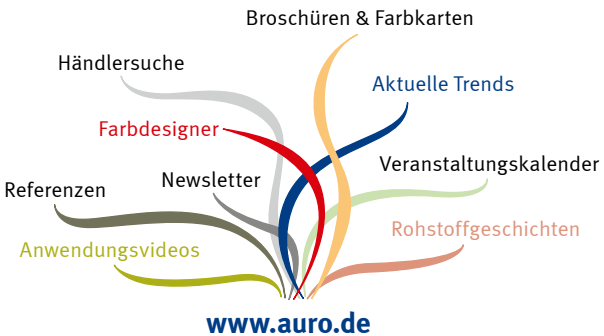 Broschüren & Farbkarten
Händlersuche
Aktuelle Trends
Farbdesigner
Veranstaltungskalender
Newsletter
Referenzen
Rohstoffgeschichten
Anwendungsvideos
www.auro.de